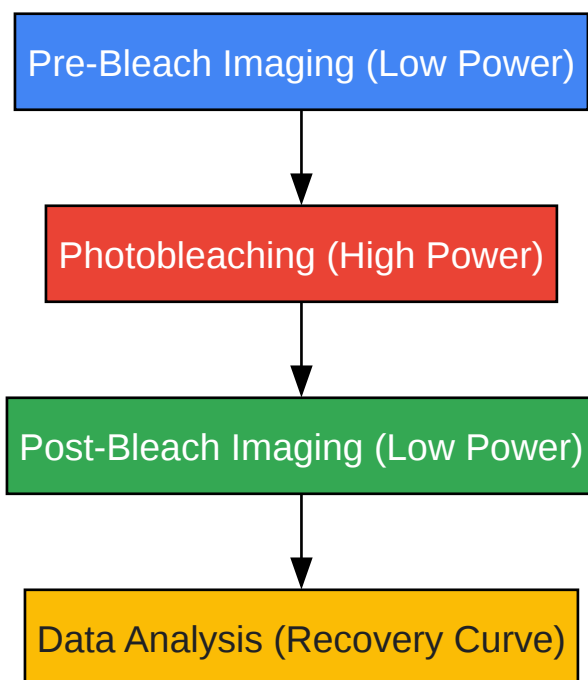 Pre-Bleach Imaging (Low Power)
Photobleaching (High Power)
Post-Bleach Imaging (Low Power)
Data Analysis (Recovery Curve)